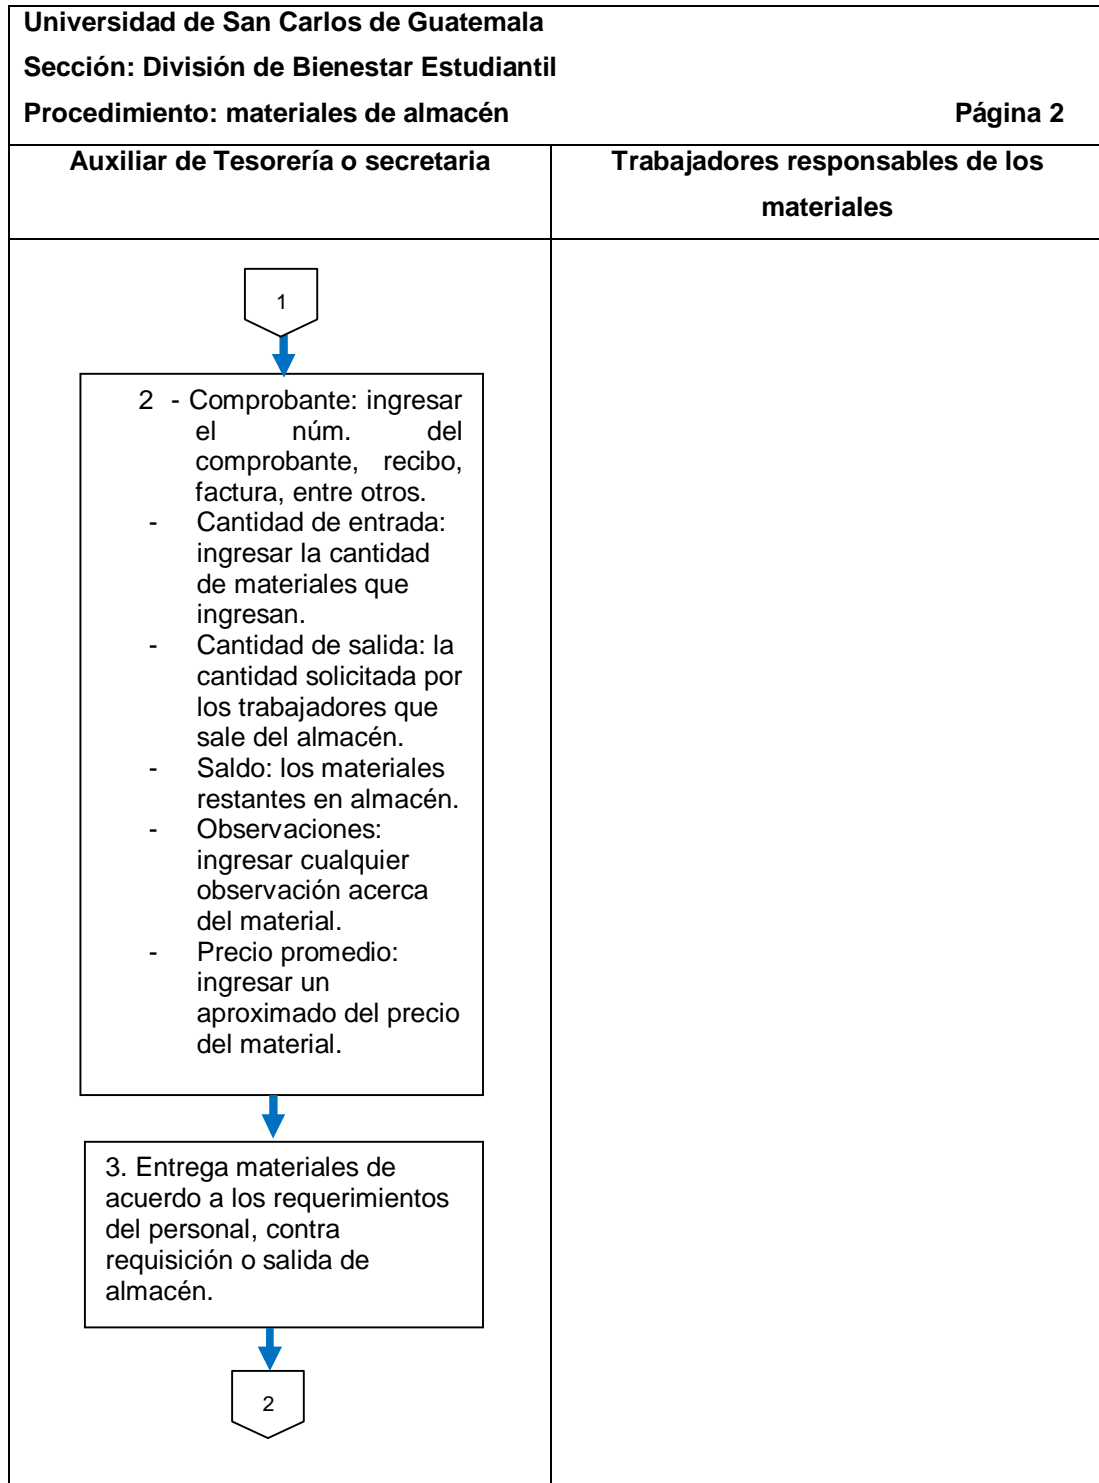 Universidad de San Carlos de Guatemala
Sección: División de Bienestar Estudiantil
Procedimiento: materiales de almacén Página 2
Auxiliar de Tesorería o secretaria
Trabajadores responsables de los
materiales
1
2 - Comprobante: ingresar
el núm. del
comprobante, recibo,
factura, entre otros.
- Cantidad de entrada:
ingresar la cantidad
de materiales que
ingresan.
- Cantidad de salida: la
cantidad solicitada por
los trabajadores que
sale del almacén.
- Saldo: los materiales
restantes en almacén.
- Observaciones:
ingresar cualquier
observación acerca
del material.
- Precio promedio:
ingresar un
aproximado del precio
del material.
3. Entrega materiales de
acuerdo a los requerimientos
del personal, contra
requisición o salida de
almacén.
2